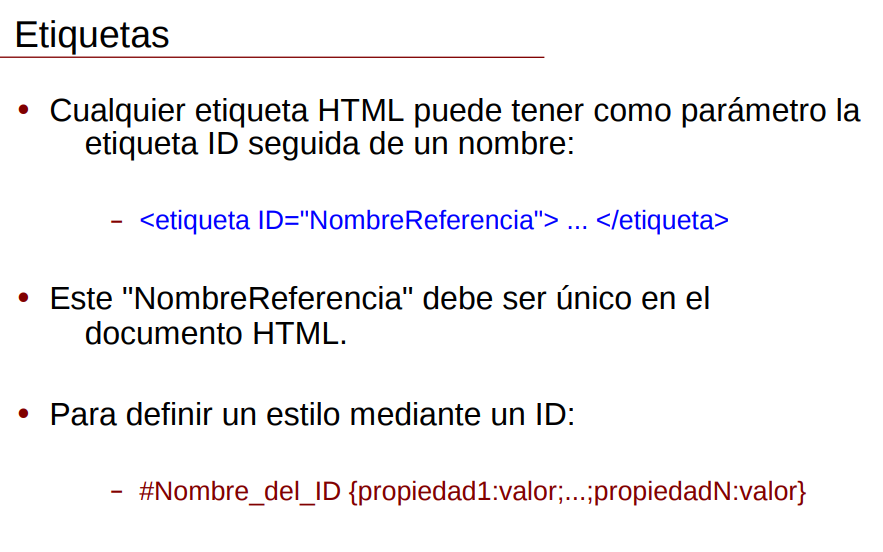 Etiquetas
• Cualquier etiqueta HTML puede tener como parámetro la
etiqueta ID seguida de un nombre:
– <etiqueta ID="NombreReferencia"> ... </etiqueta>
• Este "NombreReferencia" debe ser único en el
documento HTML.
• Para definir un estilo mediante un ID:
– #Nombre_del_ID {propiedad1:valor;...;propiedadN:valor}